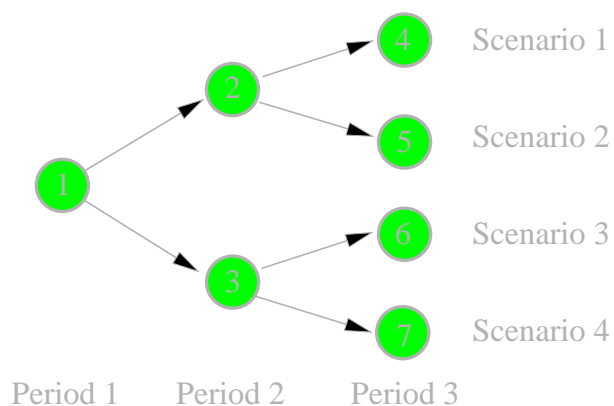 4 Scenario 1
2
5 Scenario 2
1
6 Scenario 3
3
7 Scenario 4
Period 1 Period 2 Period 3